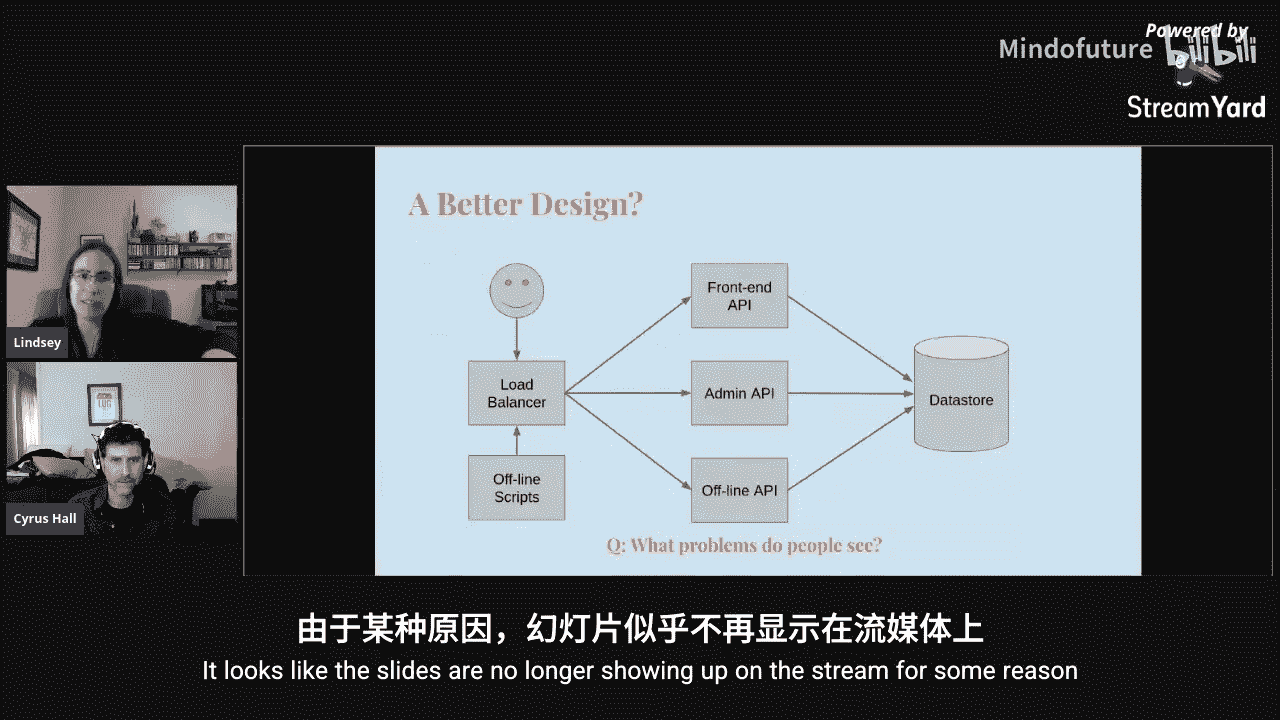 Powered by
Mindofuture bilibili
StreamYard
A Better Design?
Front-end
API
Lindsey
Load
Balancer
Admin API
Datastore
Off-line
Scripts
Off-line API
Cyrus Hall
Q: What problems do people see?
由于某种原因，幻灯片似乎不再显示在流媒体上
It looks like the slides are no longer showing up on the stream for some reason